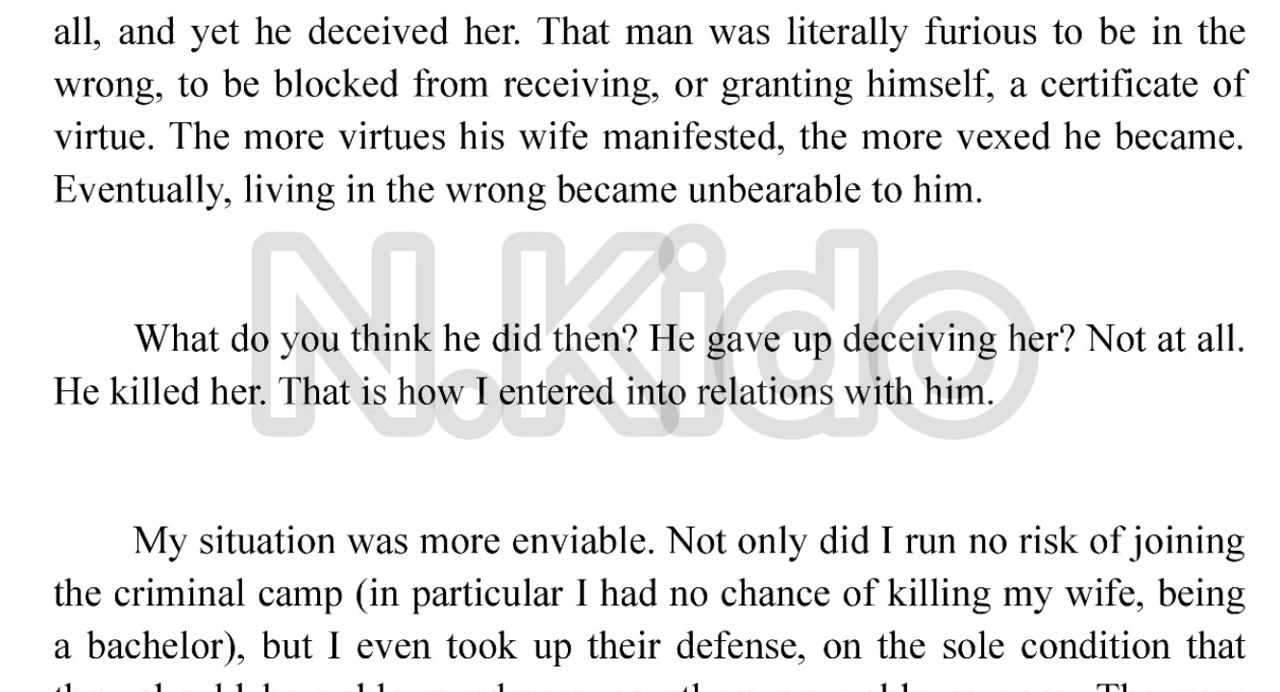 all, and yet he deceived her. That man was literally furious to be in the
wrong, to be blocked from receiving, or granting himself, a certificate of
virtue. The more virtues his wife manifested, the more vexed he became.
Eventually, living in the wrong became unbearable to him.
N.Kido
What do you think he did then? He gave up deceiving her? Not at all.
He killed her. That is how I entered into relations with him.
My situation was more enviable. Not only did I run no risk of joining
the criminal camp (in particular I had no chance of killing my wife, being
a bachelor), but I even took up their defense, on the sole condition that